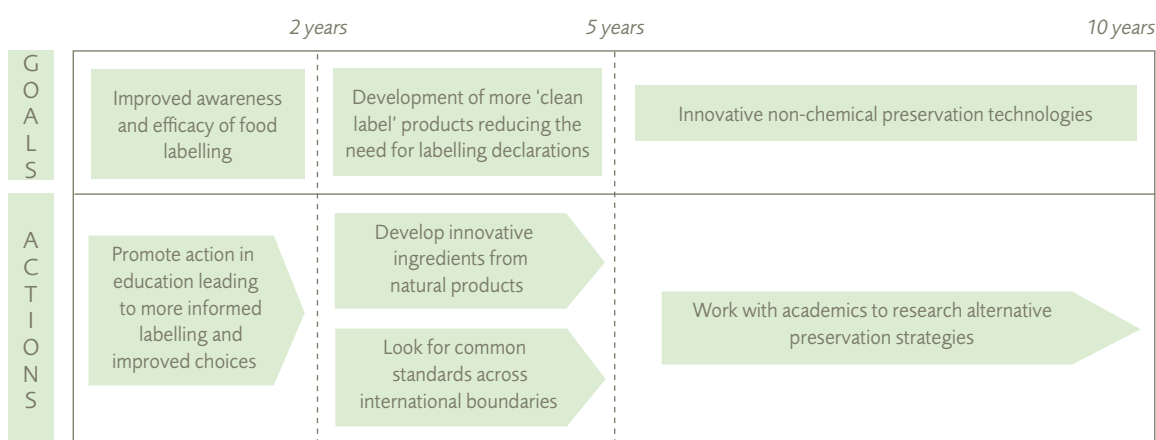 2 years
5 years
10 years
GOALS
Improved awareness
and efficacy of food
labelling
Development of more 'clean
label' products reducing the
need for labelling declarations
Innovative non-chemical preservation technologies
ACTIONS
Promote action in
education leading
to more informed
labelling and
improved choices
Develop innovative
ingredients from
natural products
Look for common
standards across
international boundaries
Work with academics to research alternative
preservation strategies